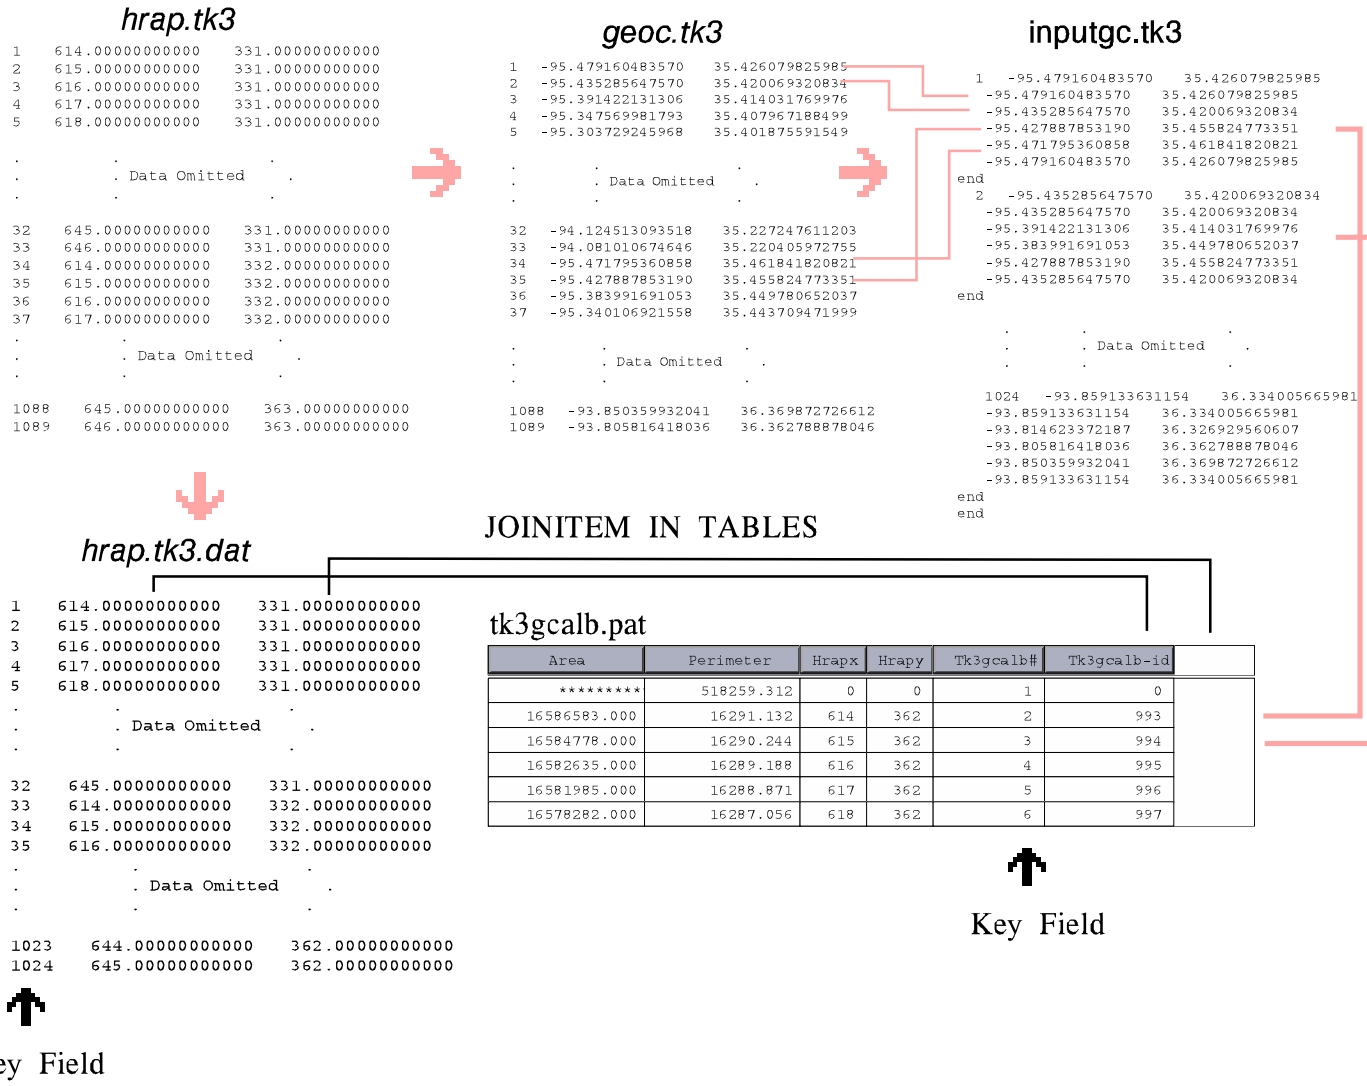 hrap.tk3
1 614.00000000000 331.00000000000
2 615.00000000000 331.00000000000
3 616.00000000000 331.00000000000
4 617.00000000000 331.00000000000
5 618.00000000000 331.00000000000
. . .
. . Data Omitted .
. . .
32 645.00000000000 331.00000000000
33 646.00000000000 331.00000000000
34 614.00000000000 332.00000000000
35 615.00000000000 332.00000000000
36 616.00000000000 332.00000000000
37 617.00000000000 332.00000000000
. . .
. . Data Omitted .
. . .
1088 645.00000000000 363.00000000000
1089 646.00000000000 363.00000000000
geoc.tk3
1 -95.479160483570 35.426079825985
2 -95.435285647570 35.420069320834
3 -95.391422131306 35.414031769976
4 -95.347569981793 35.407967188499
5 -95.303729245968 35.401875591549
. . .
. . Data Omitted .
. . .
32 -94.124513093518 35.227247611203
33 -94.081010674646 35.220405972755
34 -95.471795360858 35.461841820821
35 -95.427887853190 35.455824773351
36 -95.383991691053 35.449780652037
37 -95.340106921558 35.443709471999
. . .
. . Data Omitted .
. . .
1088 -93.850359932041 36.369872726612
1089 -93.805816418036 36.362788878046
inputgc.tk3
1 -95.479160483570 35.426079825985
-95.479160483570 35.426079825985
-95.435285647570 35.420069320834
-95.427887853190 35.455824773351
-95.471795360858 35.461841820821
-95.479160483570 35.426079825985
end
2 -95.435285647570 35.420069320834
-95.435285647570 35.420069320834
-95.391422131306 35.414031769976
-95.383991691053 35.449780652037
-95.427887853190 35.455824773351
-95.435285647570 35.420069320834
end
. . .
. . Data Omitted .
. . .
1024 -93.859133631154 36.334005665981
-93.859133631154 36.334005665981
-93.814623372187 36.326929560607
-93.805816418036 36.362788878046
-93.850359932041 36.369872726612
-93.859133631154 36.334005665981
end
end
hrap.tk3.dat
1 614.00000000000 331.00000000000
2 615.00000000000 331.00000000000
3 616.00000000000 331.00000000000
4 617.00000000000 331.00000000000
5 618.00000000000 331.00000000000
. . .
. . Data Omitted .
. . .
32 645.00000000000 331.00000000000
33 614.00000000000 332.00000000000
34 615.00000000000 332.00000000000
35 616.00000000000 332.00000000000
. . .
. . Data Omitted .
. . .
1023 644.00000000000 362.00000000000
1024 645.00000000000 362.00000000000
ey Field
JOINITEM IN TABLES
tk3gcalb.pat
Area Perimeter Hrapx Hrapy Tk3gcalb# Tk3gcalb-id
********* 518259.312 0 0 1 0
16586583.000 16291.132 614 362 2 993
16584778.000 16290.244 615 362 3 994
16582635.000 16289.188 616 362 4 995
16581985.000 16288.871 617 362 5 996
16578282.000 16287.056 618 362 6 997
Key Field